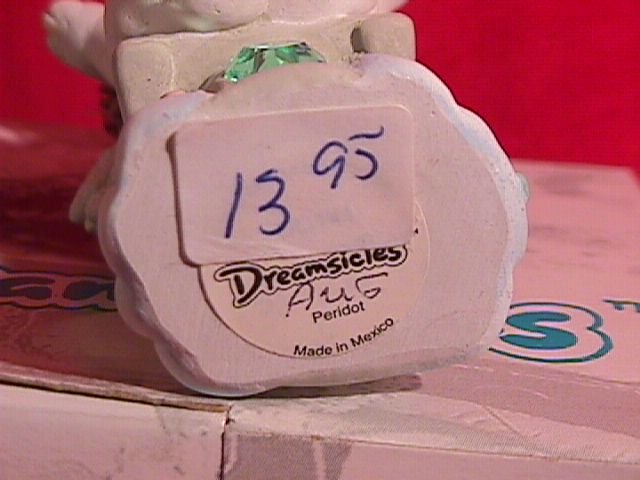 13 95
Dreamsicles
Aug
Peridot
Made in Mexico
s